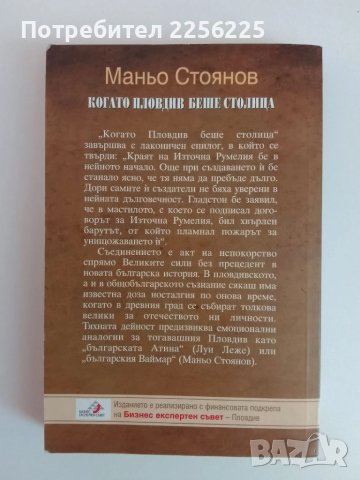 Потребител в
Маньо Стоянов
КОГАТО ПЛОВДИВ БЕШЕ СТОЛИЦА
„Когато Пловдив беше столица“
завършва с лаконичен епилог, в който се
твърди: „Краят на Източна Румелия бе в
нейното начало. Още при създаването ѝ бе
станало ясно, че тя няма да пребъде дълго.
Дори самите ѝ създатели не бяха уверени в
нейната дълговечност. Гладстон бе заявил,
че в мастилото, с което се подписал дого-
ворът за Източна Румелия, бил хвърлен
барутът, от който пламнал пожарът за
унищожаването ѝ“.
Съединението е акт на непокорство
спрямо Великите сили без прецедент в
новата българска история. В пловдивското,
а и в общобългарското съзнание сякаш има
известна доза носталгия по онова време,
когато в древния град се събират толкова
велики за отечеството ни личности.
Тяхната дейност предизвиква емоционални
аналогии за тогавашния Пловдив като
„българската Атина“ (Луи Леже) или
„българския Ваймар“ (Маньо Стоянов).
Изданието е реализирано с финансовата подкрепа
на Бизнес експертен съвет – Пловдив
BAZAR.bg